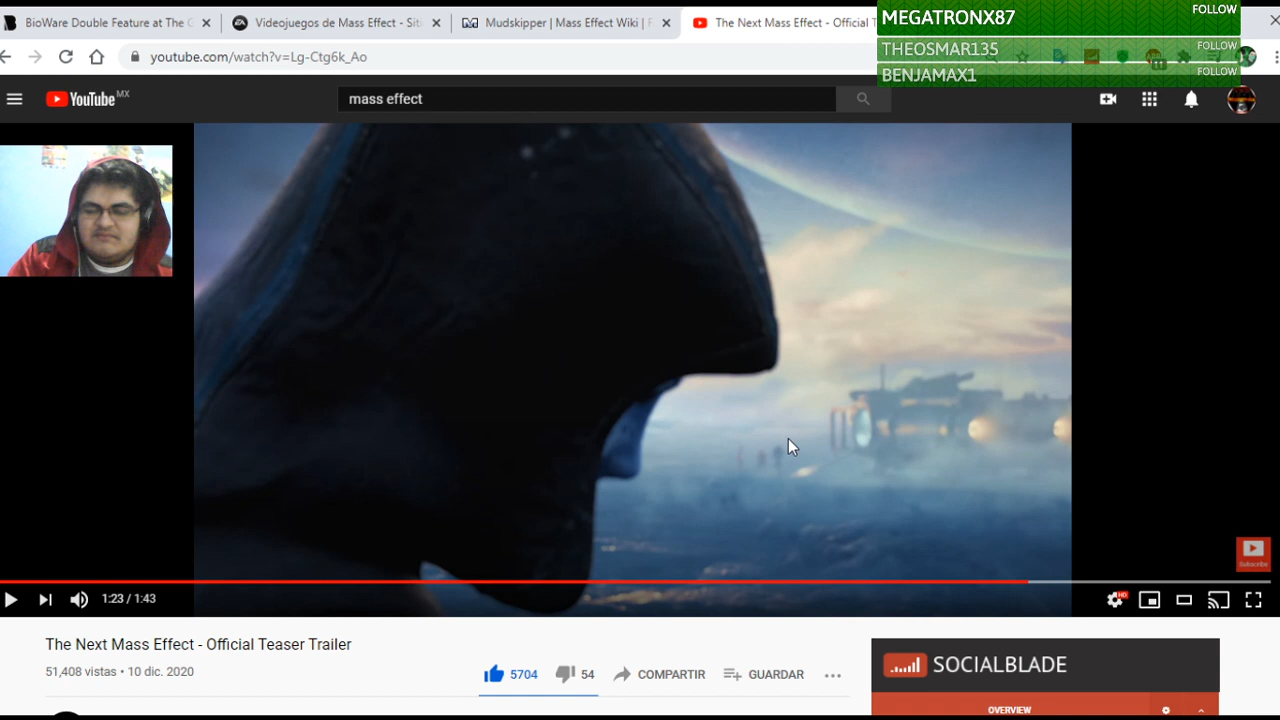 BioWare Double Feature at The G
Videojuegos de Mass Effect - Siti
Mudskipper | Mass Effect Wiki | F
The Next Mass Effect - Official T
MEGATRONX87 FOLLOW
THEOSMAR135 FOLLOW
BENJAMAX1 FOLLOW
youtube.com/watch?v=Lg-Ctg6k_Ao
YouTube MX
mass effect
Subscribe
1:23 / 1:43
HD
The Next Mass Effect - Official Teaser Trailer
51,408 vistas • 10 dic. 2020
5704
54
COMPARTIR
GUARDAR
SOCIALBLADE
OVERVIEW